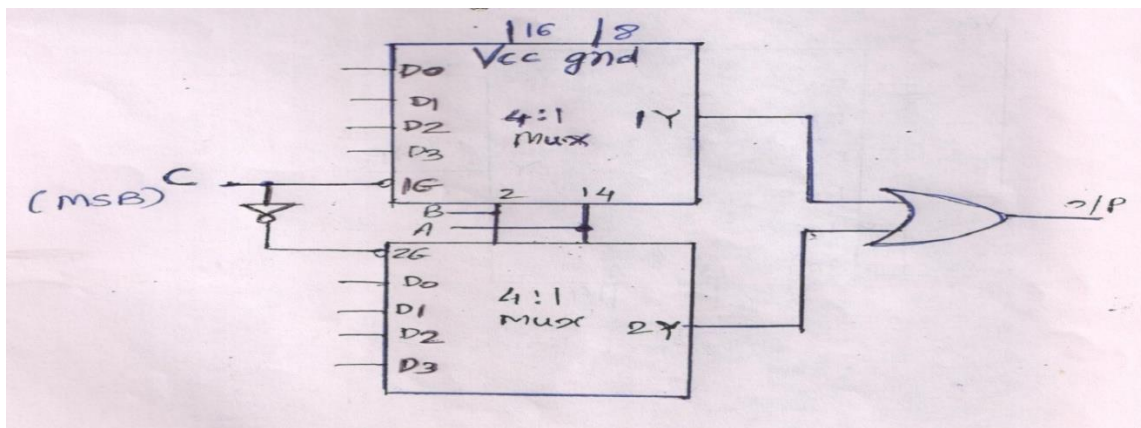 16 8
Vcc gnd
D0
D1
D2
D3
4:1
Mux
1Y
(MSB) C
1G
2 14
B
A
2G
D0
D1
D2
D3
4:1
Mux
2Y
O/P